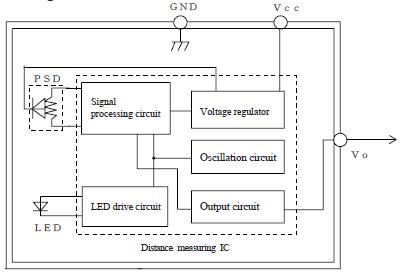 GND
Vcc
PSD
Signal
processing circuit
Voltage regulator
Oscillation circuit
Vo
LED drive circuit
Output circuit
LED
Distance measuring IC